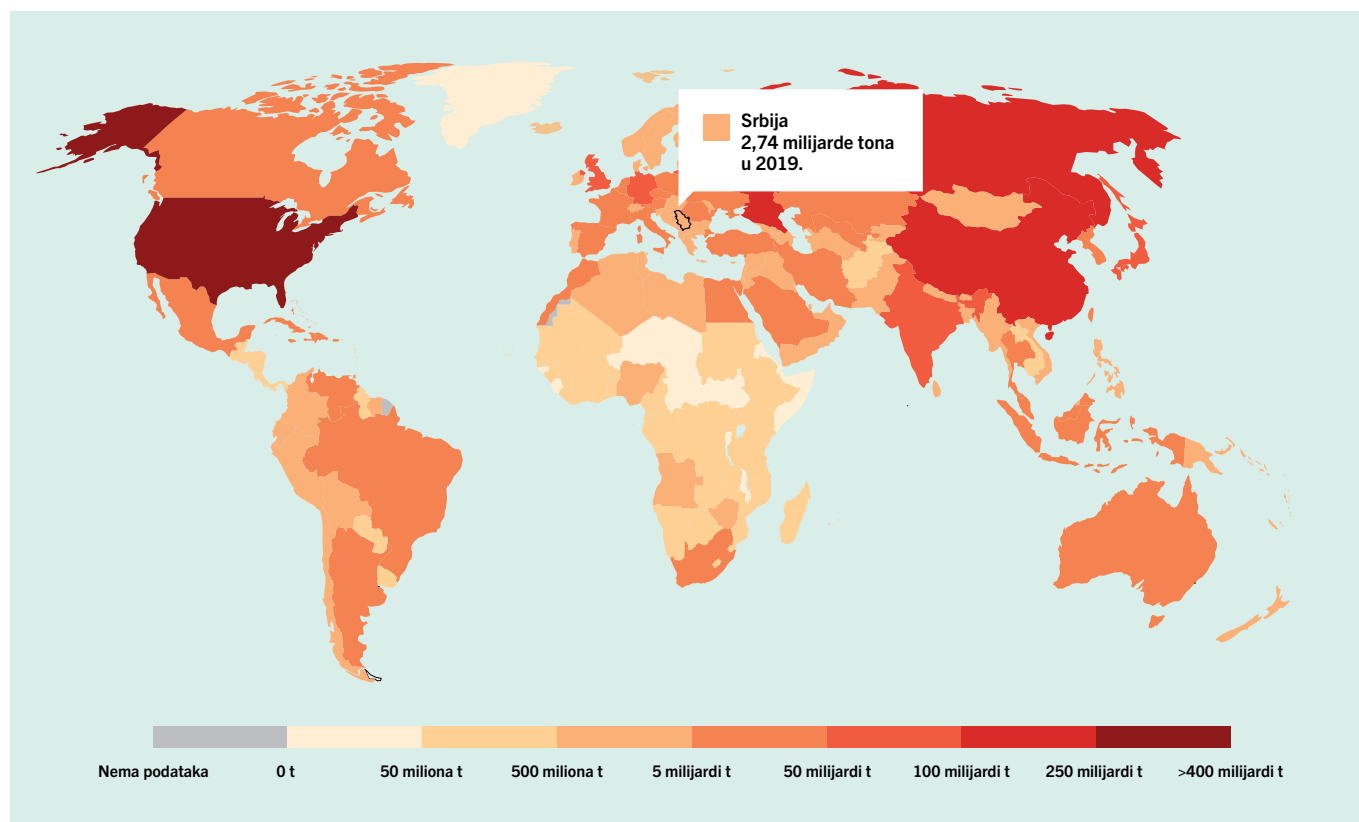 Srbija
2,74 milijarde tona
u 2019.
Nema podataka
0 t
50 miliona t
500 miliona t
5 milijardi t
50 milijardi t
100 milijardi t
250 milijardi t
>400 milijardi t